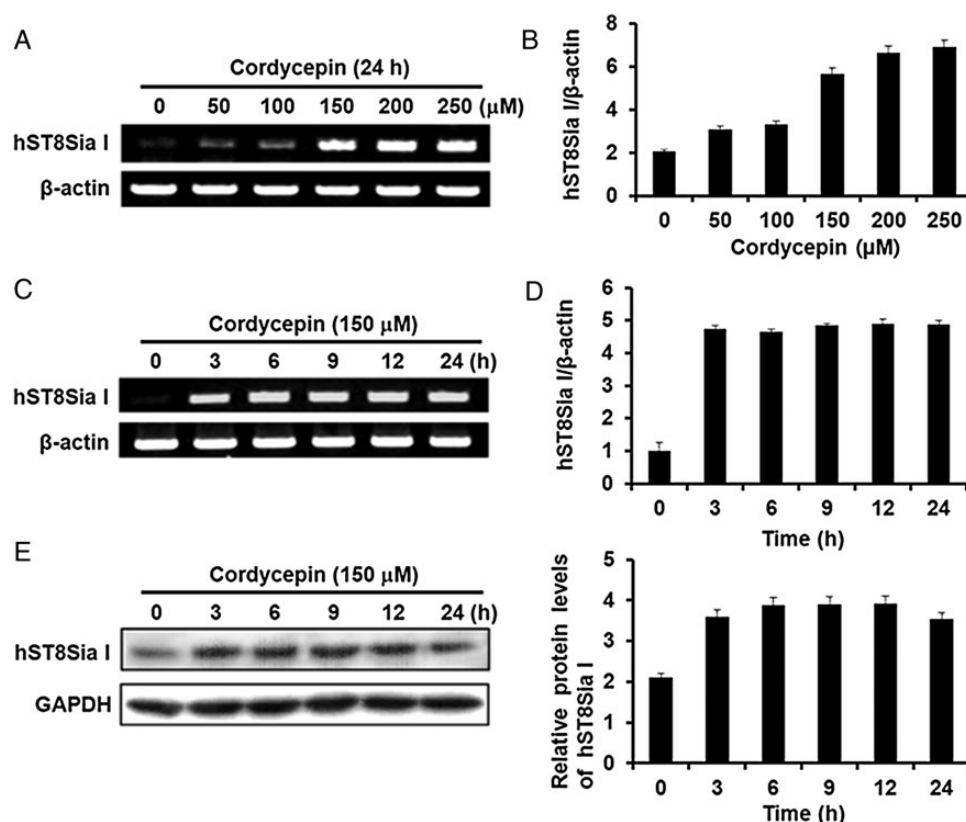 A
Cordycepin (24 h)
0 50 100 150 200 250 (μM)
hST8Sia I
β-actin
B
hST8Sia I/β-actin
8
6
4
2
0
0 50 100 150 200 250
Cordycepin (μM)
C
Cordycepin (150 μM)
0 3 6 9 12 24 (h)
hST8Sia I
β-actin
D
hST8Sia I/β-actin
6
5
4
3
2
1
0
0 3 6 9 12 24
Time (h)
E
Cordycepin (150 μM)
0 3 6 9 12 24 (h)
hST8Sia I
GAPDH
Relative protein levels
of hST8Sia I
5
4
3
2
1
0
0 3 6 9 12 24
Time (h)